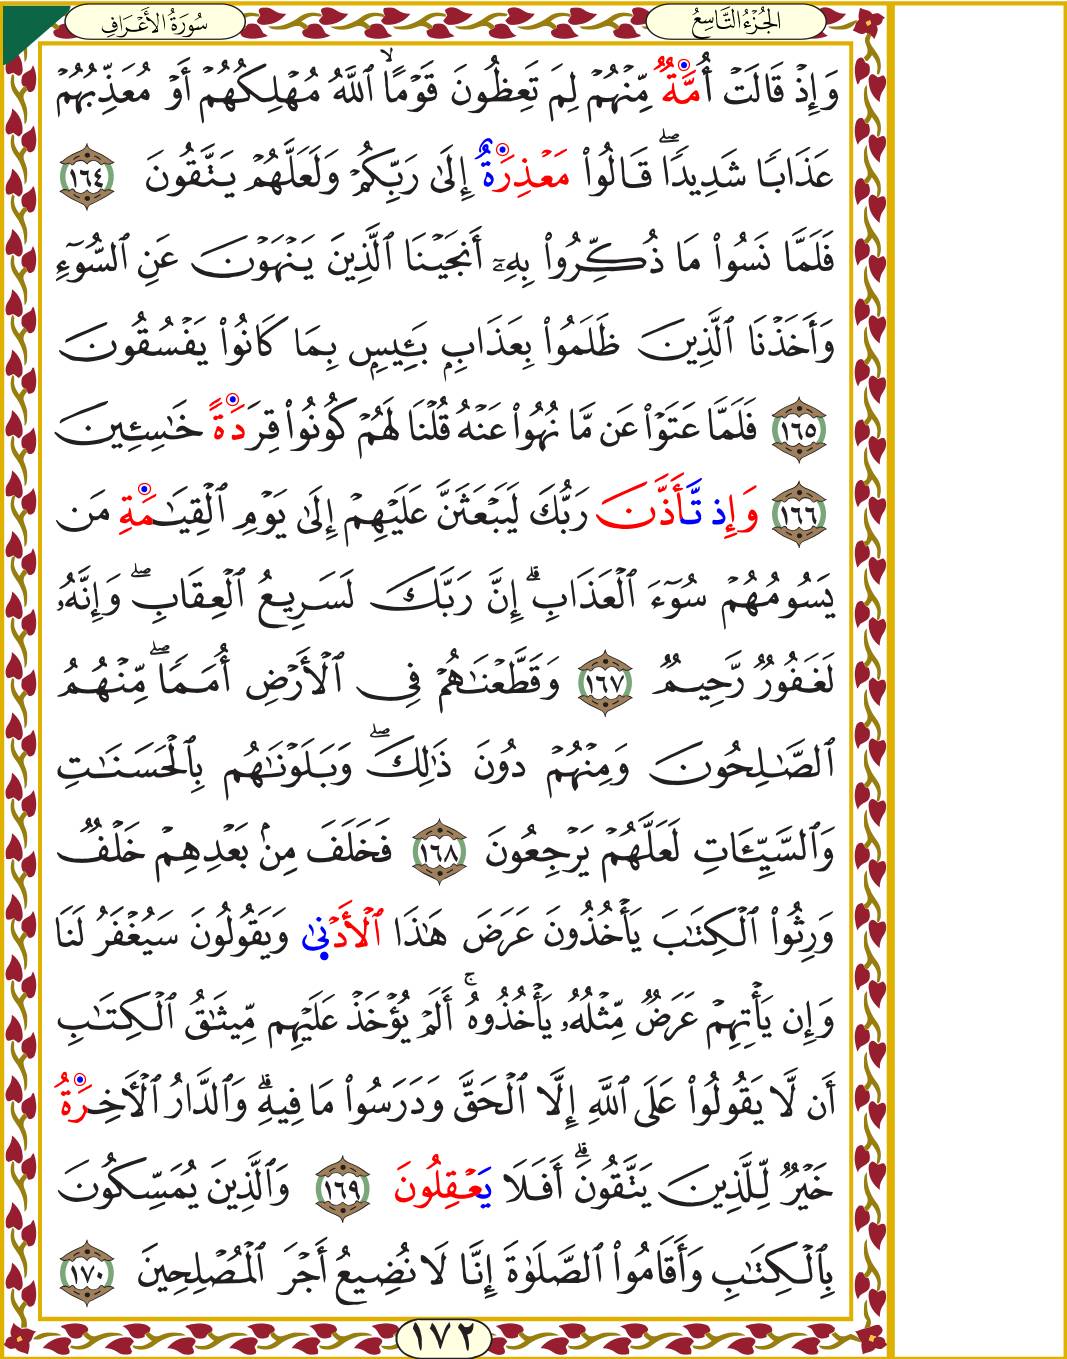 الجُزْءُ التَّاسِعُ
سُورَةُ الأَعْرَافِ
وَإِذْ قَالَتْ أُمَّةٌ مِّنْهُمْ لِمَ تَعِظُونَ قَوْمًا ۙ ٱللَّهُ مُهْلِكُهُمْ أَوْ مُعَذِّبُهُمْ
عَذَابًا شَدِيدًا ۖ قَالُوا۟ مَعْذِرَةٌ إِلَىٰ رَبِّكُمْ وَلَعَلَّهُمْ يَتَّقُونَ ١٦٤
فَلَمَّا نَسُوا۟ مَا ذُكِّرُوا۟ بِهِۦٓ أَنجَيْنَا ٱلَّذِينَ يَنْهَوْنَ عَنِ ٱلسُّوٓءِ
وَأَخَذْنَا ٱلَّذِينَ ظَلَمُوا۟ بِعَذَابٍۭ بَـِٔيسٍۭ بِمَا كَانُوا۟ يَفْسُقُونَ
١٦٥ فَلَمَّا عَتَوْا۟ عَن مَّا نُهُوا۟ عَنْهُ قُلْنَا لَهُمْ كُونُوا۟ قِرَدَةً خَـٰسِـِٔينَ
١٦٦ وَإِذ تَّأَذَّنَ رَبُّكَ لَيَبْعَثَنَّ عَلَيْهِمْ إِلَىٰ يَوْمِ ٱلْقِيَـٰمَةِ مَن
يَسُومُهُمْ سُوٓءَ ٱلْعَذَابِ ۗ إِنَّ رَبَّكَ لَسَرِيعُ ٱلْعِقَابِ ۖ وَإِنَّهُۥ
لَغَفُورٌ رَّحِيمٌ ١٦٧ وَقَطَّعْنَـٰهُمْ فِى ٱلْأَرْضِ أُمَمًا ۖ مِّنْهُمُ
ٱلصَّـٰلِحُونَ وَمِنْهُمْ دُونَ ذَٰلِكَ ۖ وَبَلَوْنَـٰهُم بِٱلْحَسَنَـٰتِ
وَٱلسَّيِّـَٔاتِ لَعَلَّهُمْ يَرْجِعُونَ ١٦٨ فَخَلَفَ مِنۢ بَعْدِهِمْ خَلْفٌ
وَرِثُوا۟ ٱلْكِتَـٰبَ يَأْخُذُونَ عَرَضَ هَـٰذَا ٱلْأَدْنَىٰ وَيَقُولُونَ سَيُغْفَرُ لَنَا
وَإِن يَأْتِهِمْ عَرَضٌ مِّثْلُهُۥ يَأْخُذُوهُ ۚ أَلَمْ يُؤْخَذْ عَلَيْهِم مِّيثَـٰقُ ٱلْكِتَـٰبِ
أَن لَّا يَقُولُوا۟ عَلَى ٱللَّهِ إِلَّا ٱلْحَقَّ وَدَرَسُوا۟ مَا فِيهِ ۗ وَٱلدَّارُ ٱلْـَٔاخِرَةُ
خَيْرٌ لِّلَّذِينَ يَتَّقُونَ ۗ أَفَلَا يَعْقِلُونَ ١٦٩ وَٱلَّذِينَ يُمَسِّكُونَ
بِٱلْكِتَـٰبِ وَأَقَامُوا۟ ٱلصَّلَوٰةَ إِنَّا لَا نُضِيعُ أَجْرَ ٱلْمُصْلِحِينَ ١٧٠
١٧٢